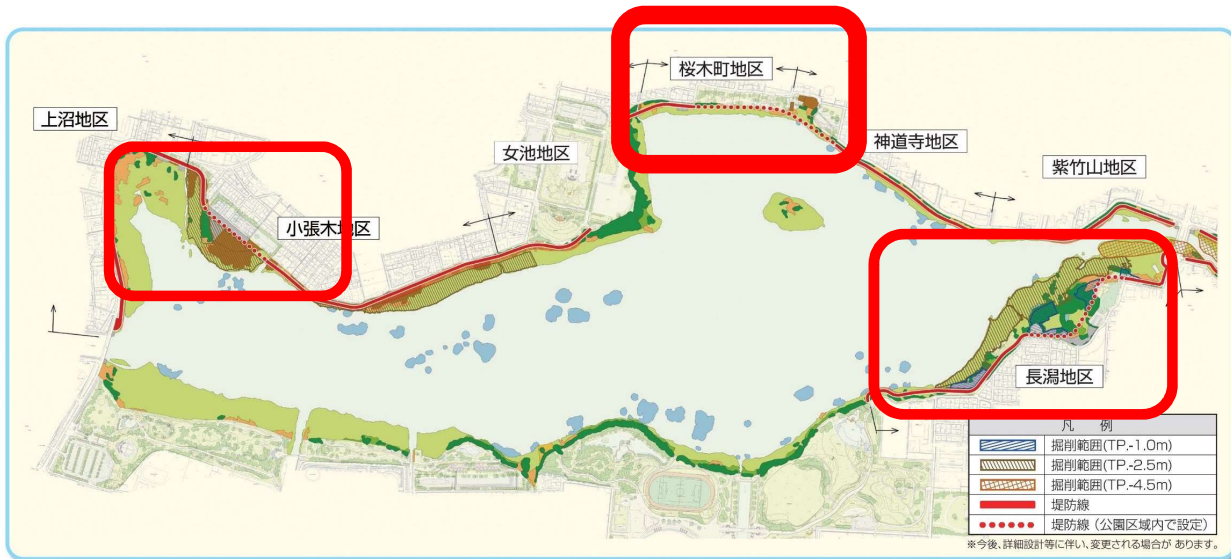 桜木町地区
上沼地区
女池地区
神道寺地区
紫竹山地区
小張木地区
長潟地区
凡 例
掘削範囲(TP.-1.0m)
掘削範囲(TP.-2.5m)
掘削範囲(TP.-4.5m)
堤防線
堤防線（公園区域内で設定）
※今後、詳細設計等に伴い、変更される場合があります。